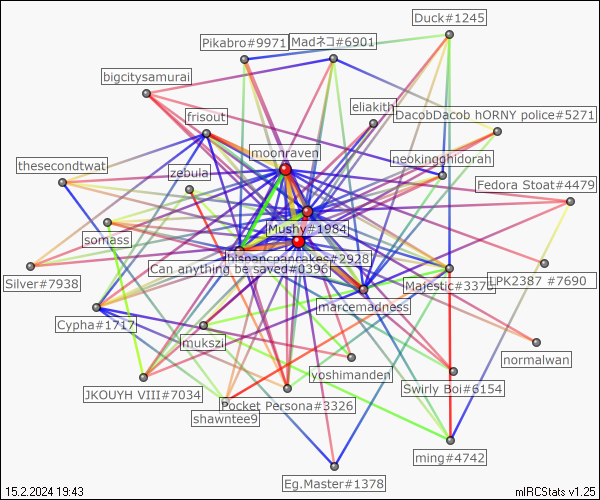 Duck#1245
Pikabro#9971
Madネコ#6901
bigcitysamurai
eliakith
frisout
DacobDacob hORNY police#5271
moonraven
neokingghidorah
thesecondtwat
zebula
Fedora Stoat#4479
somass
Mushy#1984
hispanicpancakes#2928
Can anything be saved#0396
Silver#7938
Majestic#337
LPK2387 #7690
marcemadness
Cypha#1717
mukszi
normalwan
yoshimanden
Swirly Boi#6154
JKOUYH VIII#7034
Pocket Persona#3326
shawntee9
ming#4742
Eg.Master#1378
15.2.2024 19:43
mIRCStats v1.25